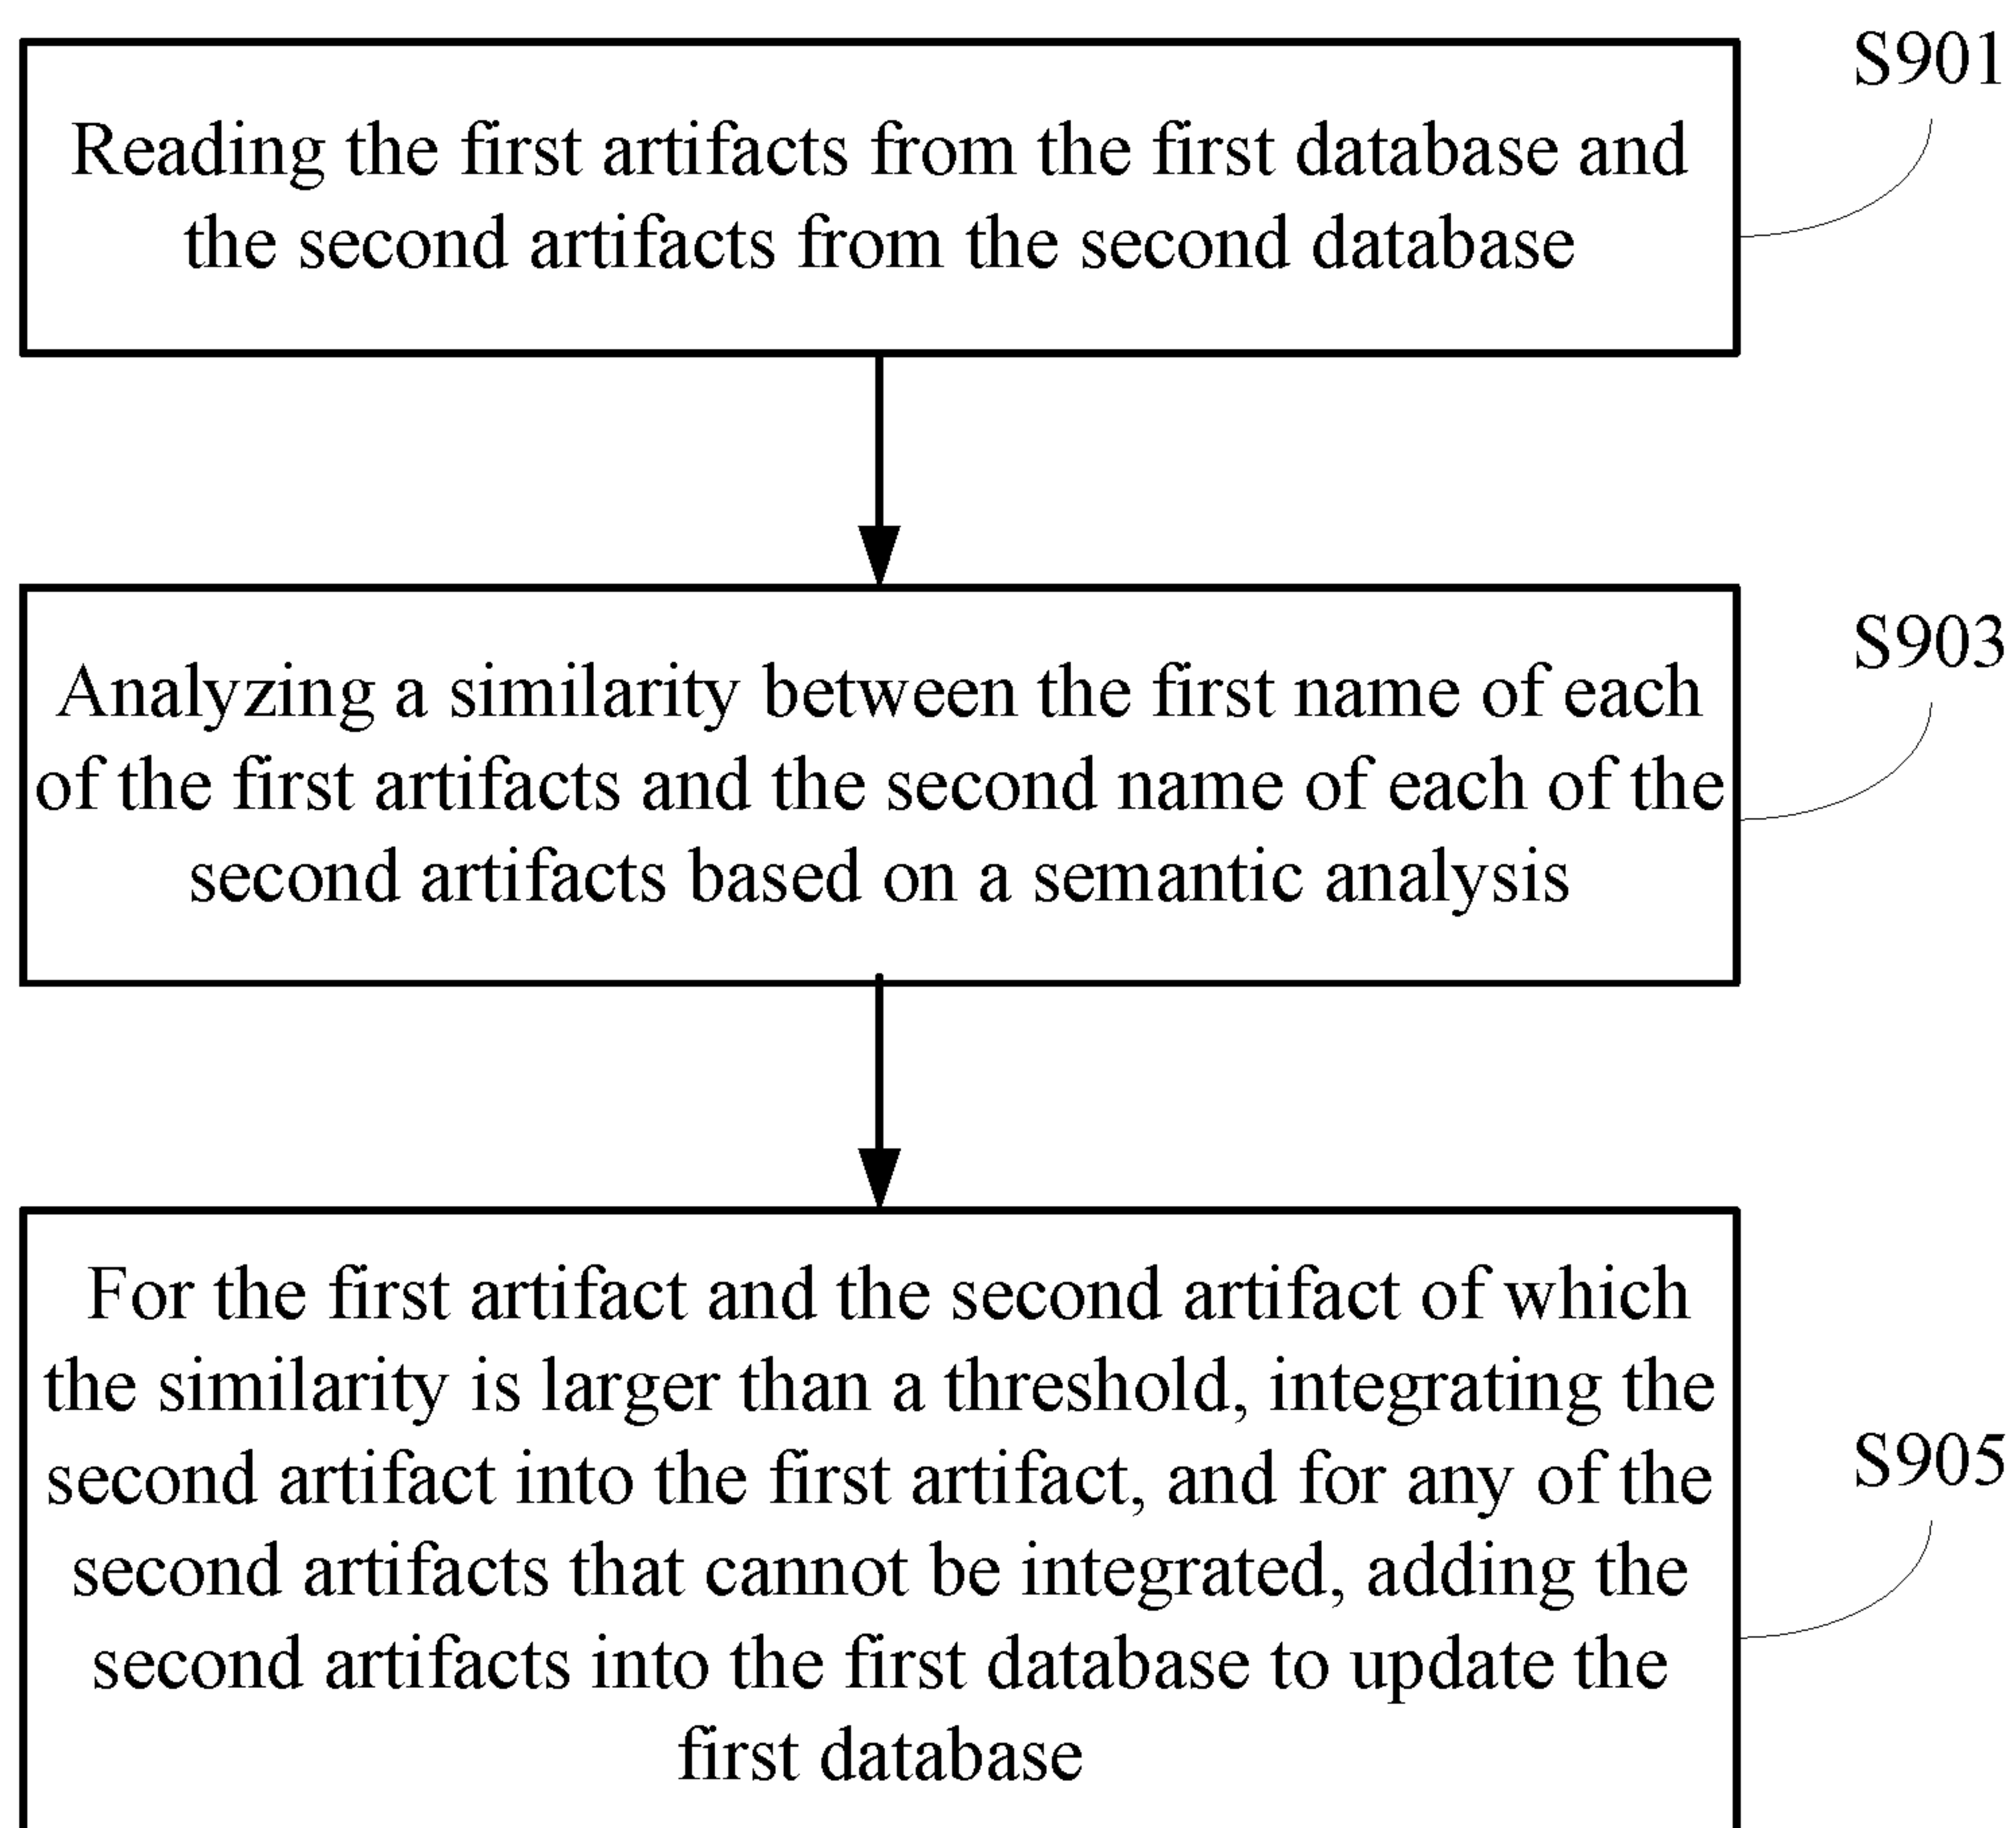 S901
Reading the first artifacts from the first database and
the second artifacts from the second database
S903
Analyzing a similarity between the first name of each
of the first artifacts and the second name of each of the
second artifacts based on a semantic analysis
For the first artifact and the second artifact of which
the similarity is larger than a threshold, integrating the
second artifact into the first artifact, and for any of the
S905
second artifacts that cannot be integrated, adding the
second artifacts into the first database to update the
first database